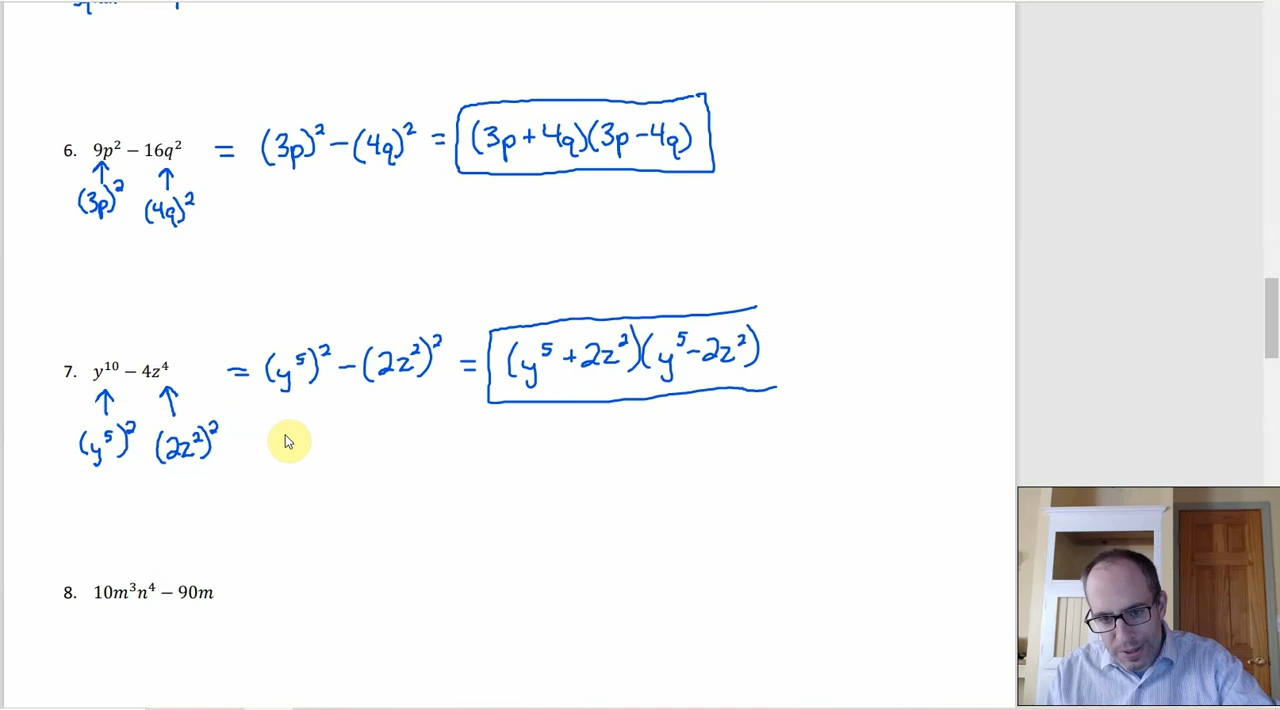 6. 9p² − 16q² = (3p)² − (4q)² = (3p + 4q)(3p − 4q)
(3p)² (4q)²
7. y¹⁰ − 4z⁴ = (y⁵)² − (2z²)² = (y⁵ + 2z²)(y⁵ − 2z²)
(y⁵)² (2z²)²
8. 10m³n⁴ − 90m